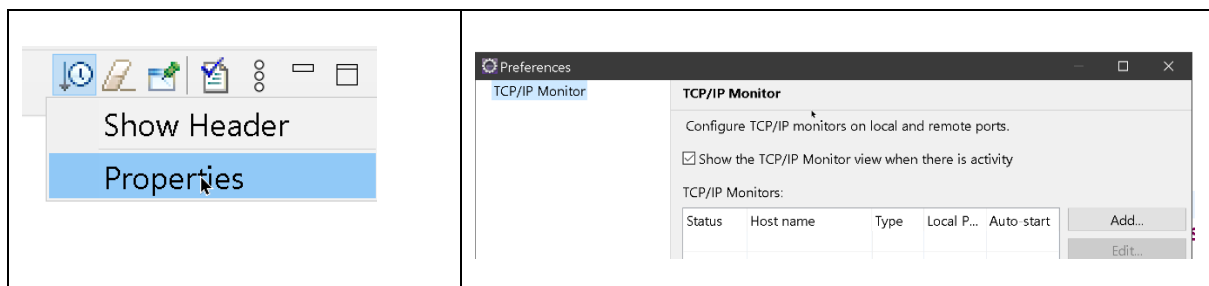 Show Header
Properties
Preferences
TCP/IP Monitor
TCP/IP Monitor
Configure TCP/IP monitors on local and remote ports.
Show the TCP/IP Monitor view when there is activity
TCP/IP Monitors:
Status Host name Type Local P... Auto-start Add...
Edit...